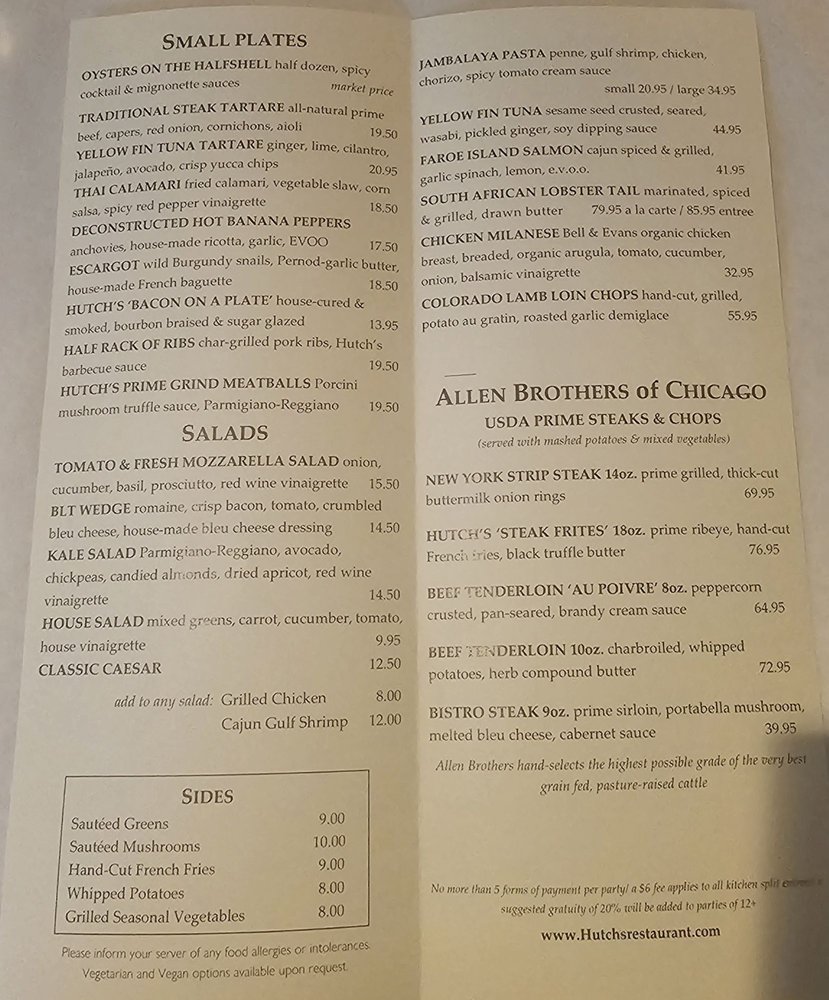 SMALL PLATES
OYSTERS ON THE HALFSHELL half dozen, spicy
cocktail & mignonette sauces market price
TRADITIONAL STEAK TARTARE all-natural prime
beef, capers, red onion, cornichons, aioli 19.50
YELLOW FIN TUNA TARTARE ginger, lime, cilantro,
jalapeño, avocado, crisp yucca chips 20.95
THAI CALAMARI fried calamari, vegetable slaw, corn
salsa, spicy red pepper vinaigrette 18.50
DECONSTRUCTED HOT BANANA PEPPERS
anchovies, house-made ricotta, garlic, EVOO 17.50
ESCARGOT wild Burgundy snails, Pernod-garlic butter,
house-made French baguette 18.50
HUTCH'S 'BACON ON A PLATE' house-cured &
smoked, bourbon braised & sugar glazed 13.95
HALF RACK OF RIBS char-grilled pork ribs, Hutch's
barbecue sauce 19.50
HUTCH'S PRIME GRIND MEATBALLS Porcini
mushroom truffle sauce, Parmigiano-Reggiano 19.50
SALADS
TOMATO & FRESH MOZZARELLA SALAD onion,
cucumber, basil, prosciutto, red wine vinaigrette 15.50
BLT WEDGE romaine, crisp bacon, tomato, crumbled
bleu cheese, house-made bleu cheese dressing 14.50
KALE SALAD Parmigiano-Reggiano, avocado,
chickpeas, candied almonds, dried apricot, red wine
vinaigrette 14.50
HOUSE SALAD mixed greens, carrot, cucumber, tomato,
house vinaigrette 9.95
CLASSIC CAESAR 12.50
add to any salad: Grilled Chicken 8.00
Cajun Gulf Shrimp 12.00
SIDES
Sautéed Greens 9.00
Sautéed Mushrooms 10.00
Hand-Cut French Fries 9.00
Whipped Potatoes 8.00
Grilled Seasonal Vegetables 8.00
Please inform your server of any food allergies or intolerances.
Vegetarian and Vegan options available upon request.
JAMBALAYA PASTA penne, gulf shrimp, chicken,
chorizo, spicy tomato cream sauce
small 20.95 / large 34.95
YELLOW FIN TUNA sesame seed crusted, seared,
wasabi, pickled ginger, soy dipping sauce 44.95
FAROE ISLAND SALMON cajun spiced & grilled,
garlic spinach, lemon, e.v.o.o. 41.95
SOUTH AFRICAN LOBSTER TAIL marinated, spiced
& grilled, drawn butter 79.95 a la carte / 85.95 entree
CHICKEN MILANESE Bell & Evans organic chicken
breast, breaded, organic arugula, tomato, cucumber,
onion, balsamic vinaigrette 32.95
COLORADO LAMB LOIN CHOPS hand-cut, grilled,
potato au gratin, roasted garlic demiglace 55.95
ALLEN BROTHERS of CHICAGO
USDA PRIME STEAKS & CHOPS
(served with mashed potatoes & mixed vegetables)
NEW YORK STRIP STEAK 14oz. prime grilled, thick-cut
buttermilk onion rings 69.95
HUTCH'S 'STEAK FRITES' 18oz. prime ribeye, hand-cut
French fries, black truffle butter 76.95
BEEF TENDERLOIN 'AU POIVRE' 8oz. peppercorn
crusted, pan-seared, brandy cream sauce 64.95
BEEF TENDERLOIN 10oz. charbroiled, whipped
potatoes, herb compound butter 72.95
BISTRO STEAK 9oz. prime sirloin, portabella mushroom,
melted bleu cheese, cabernet sauce 39.95
Allen Brothers hand-selects the highest possible grade of the very best
grain fed, pasture-raised cattle
No more than 5 forms of payment per party/ a $6 fee applies to all kitchen split
suggested gratuity of 20% will be added to parties of 12+
www.Hutchsrestaurant.com